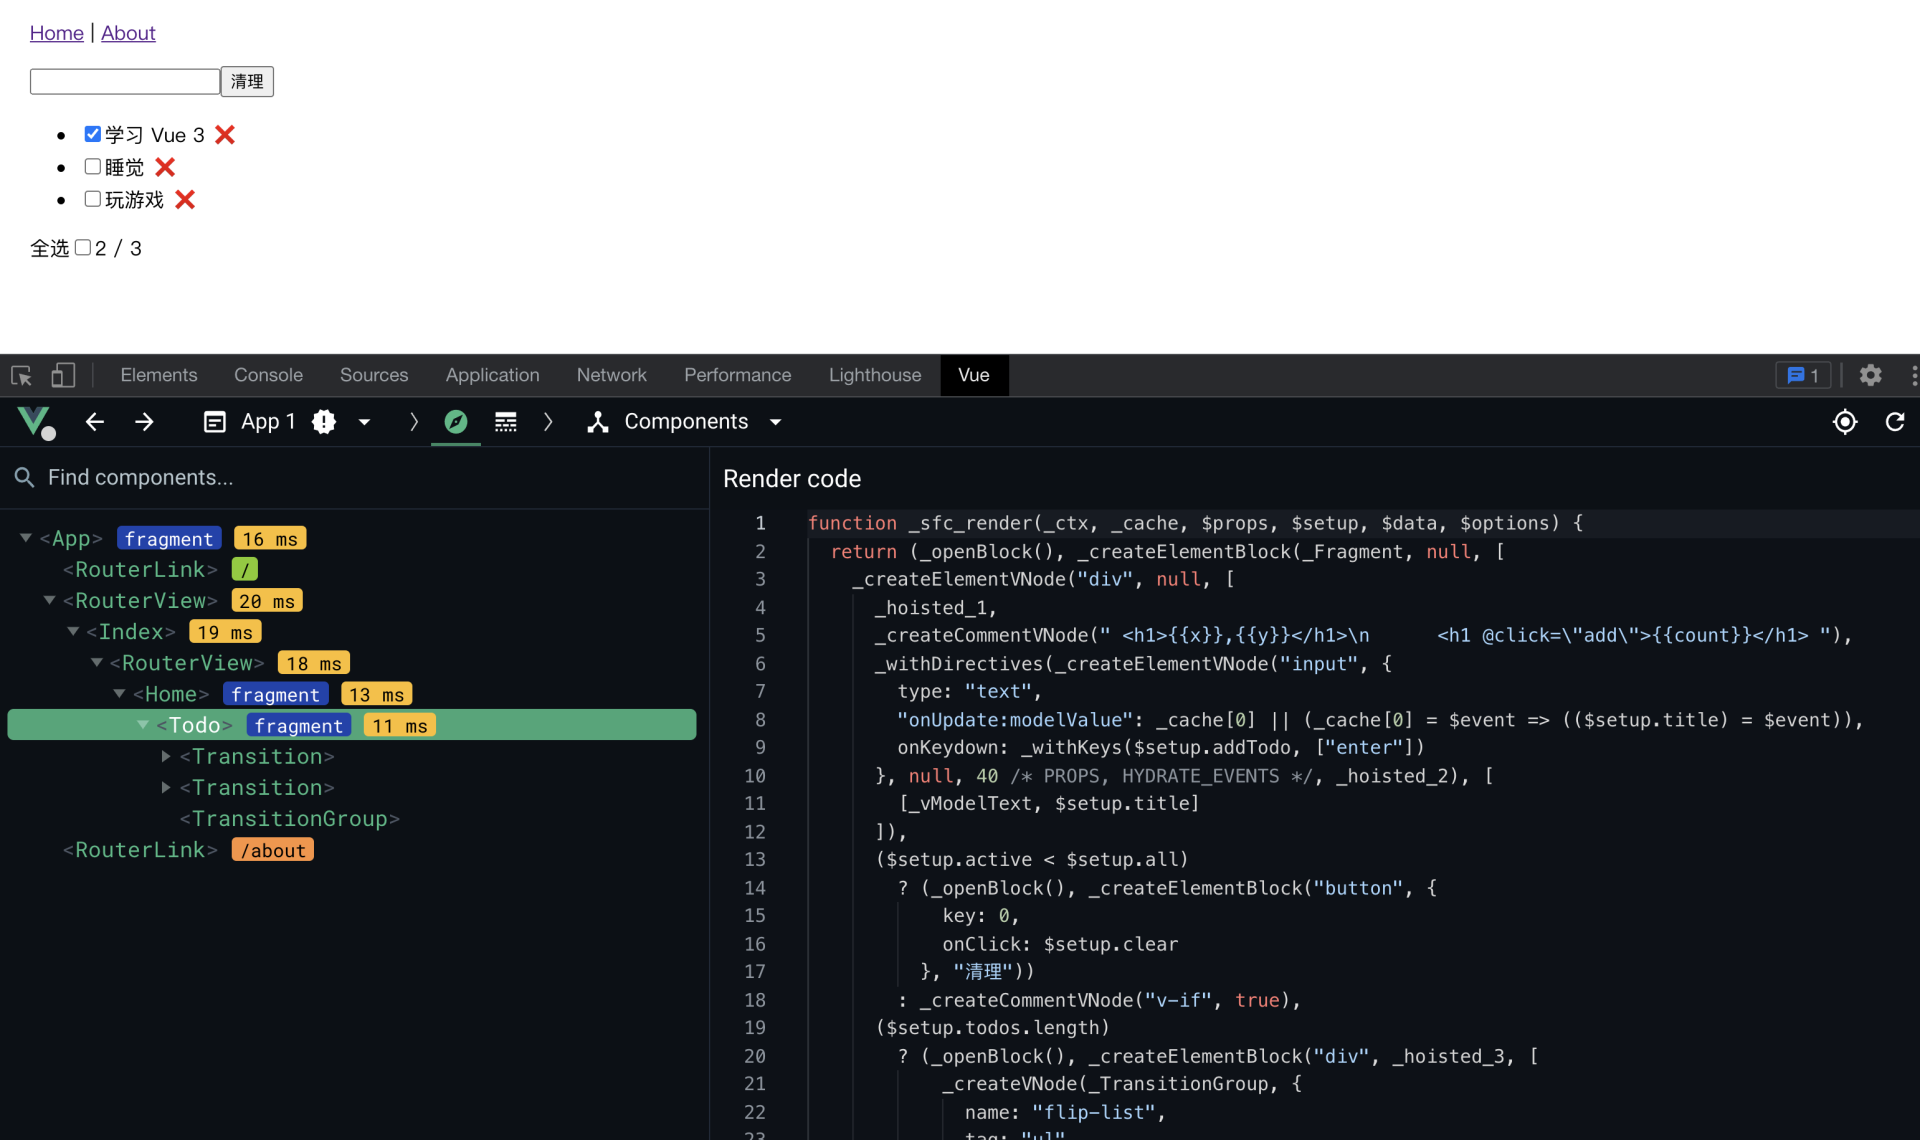 Home | About
清理
学习 Vue 3 ❌
睡觉 ❌
玩游戏 ❌
全选 2 / 3
Elements Console Sources Application Network Performance Lighthouse Vue 1
App 1 Components
Find components...
<App> fragment 16 ms
<RouterLink> /
<RouterView> 20 ms
<Index> 19 ms
<RouterView> 18 ms
<Home> fragment 13 ms
<Todo> fragment 11 ms
<Transition>
<Transition>
<TransitionGroup>
<RouterLink> /about
Render code
1 function _sfc_render(_ctx, _cache, $props, $setup, $data, $options) {
2 return (_openBlock(), _createElementBlock(_Fragment, null, [
3 _createElementVNode("div", null, [
4 _hoisted_1,
5 _createCommentVNode(" <h1>{{x}},{{y}}</h1>\n      <h1 @click=\"add\">{{count}}</h1> "),
6 _withDirectives(_createElementVNode("input", {
7 type: "text",
8 "onUpdate:modelValue": _cache[0] || (_cache[0] = $event => (($setup.title) = $event)),
9 onKeydown: _withKeys($setup.addTodo, ["enter"])
10 }, null, 40 /* PROPS, HYDRATE_EVENTS */, _hoisted_2), [
11 [_vModelText, $setup.title]
12 ]),
13 ($setup.active < $setup.all)
14 ? (_openBlock(), _createElementBlock("button", {
15 key: 0,
16 onClick: $setup.clear
17 }, "清理"))
18 : _createCommentVNode("v-if", true),
19 ($setup.todos.length)
20 ? (_openBlock(), _createElementBlock("div", _hoisted_3, [
21 _createVNode(_TransitionGroup, {
22 name: "flip-list",
23 tag: "ul"